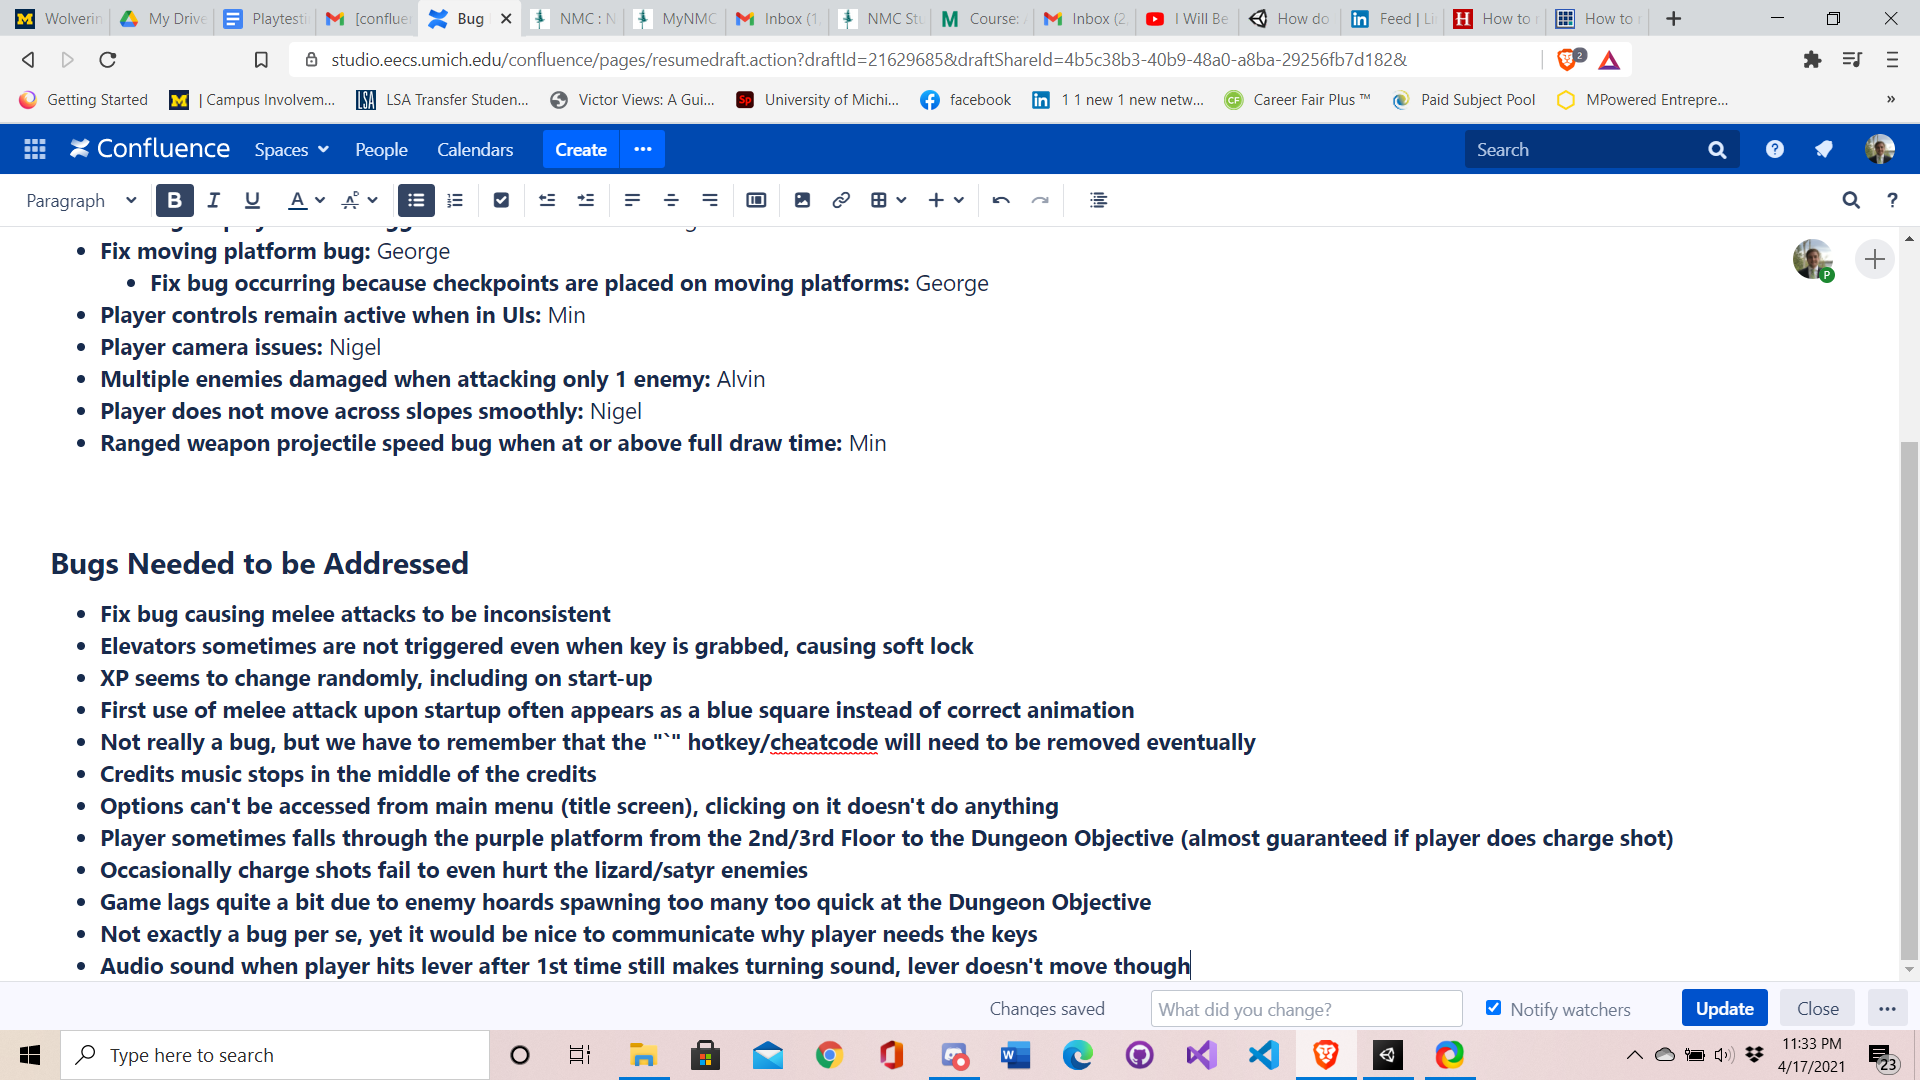 Wolverin
My Drive
Playtesti
[conflue
Bug
NMC : N
MyNMC
Inbox (1,
NMC Stu
Course:
Inbox (2,
I Will Be
How do
Feed | Li
How to
How to
studio.eecs.umich.edu/confluence/pages/resumedraft.action?draftId=21629685&draftShareId=4b5c38b3-40b9-48a0-a8ba-29256fb7d182&
2
Getting Started
| Campus Involvem...
LSA Transfer Studen...
Victor Views: A Gui...
University of Michi...
facebook
1 1 new 1 new netw...
Career Fair Plus ™
Paid Subject Pool
MPowered Entrepre...
»
Confluence
Spaces
People
Calendars
Create
Search
Paragraph
B I U A
Fix moving platform bug: George
Fix bug occurring because checkpoints are placed on moving platforms: George
Player controls remain active when in UIs: Min
Player camera issues: Nigel
Multiple enemies damaged when attacking only 1 enemy: Alvin
Player does not move across slopes smoothly: Nigel
Ranged weapon projectile speed bug when at or above full draw time: Min
P
Bugs Needed to be Addressed
Fix bug causing melee attacks to be inconsistent
Elevators sometimes are not triggered even when key is grabbed, causing soft lock
XP seems to change randomly, including on start-up
First use of melee attack upon startup often appears as a blue square instead of correct animation
Not really a bug, but we have to remember that the "`" hotkey/cheatcode will need to be removed eventually
Credits music stops in the middle of the credits
Options can't be accessed from main menu (title screen), clicking on it doesn't do anything
Player sometimes falls through the purple platform from the 2nd/3rd Floor to the Dungeon Objective (almost guaranteed if player does charge shot)
Occasionally charge shots fail to even hurt the lizard/satyr enemies
Game lags quite a bit due to enemy hoards spawning too many too quick at the Dungeon Objective
Not exactly a bug per se, yet it would be nice to communicate why player needs the keys
Audio sound when player hits lever after 1st time still makes turning sound, lever doesn't move though
Changes saved
What did you change?
Notify watchers
Update
Close
Type here to search
11:33 PM
4/17/2021
23